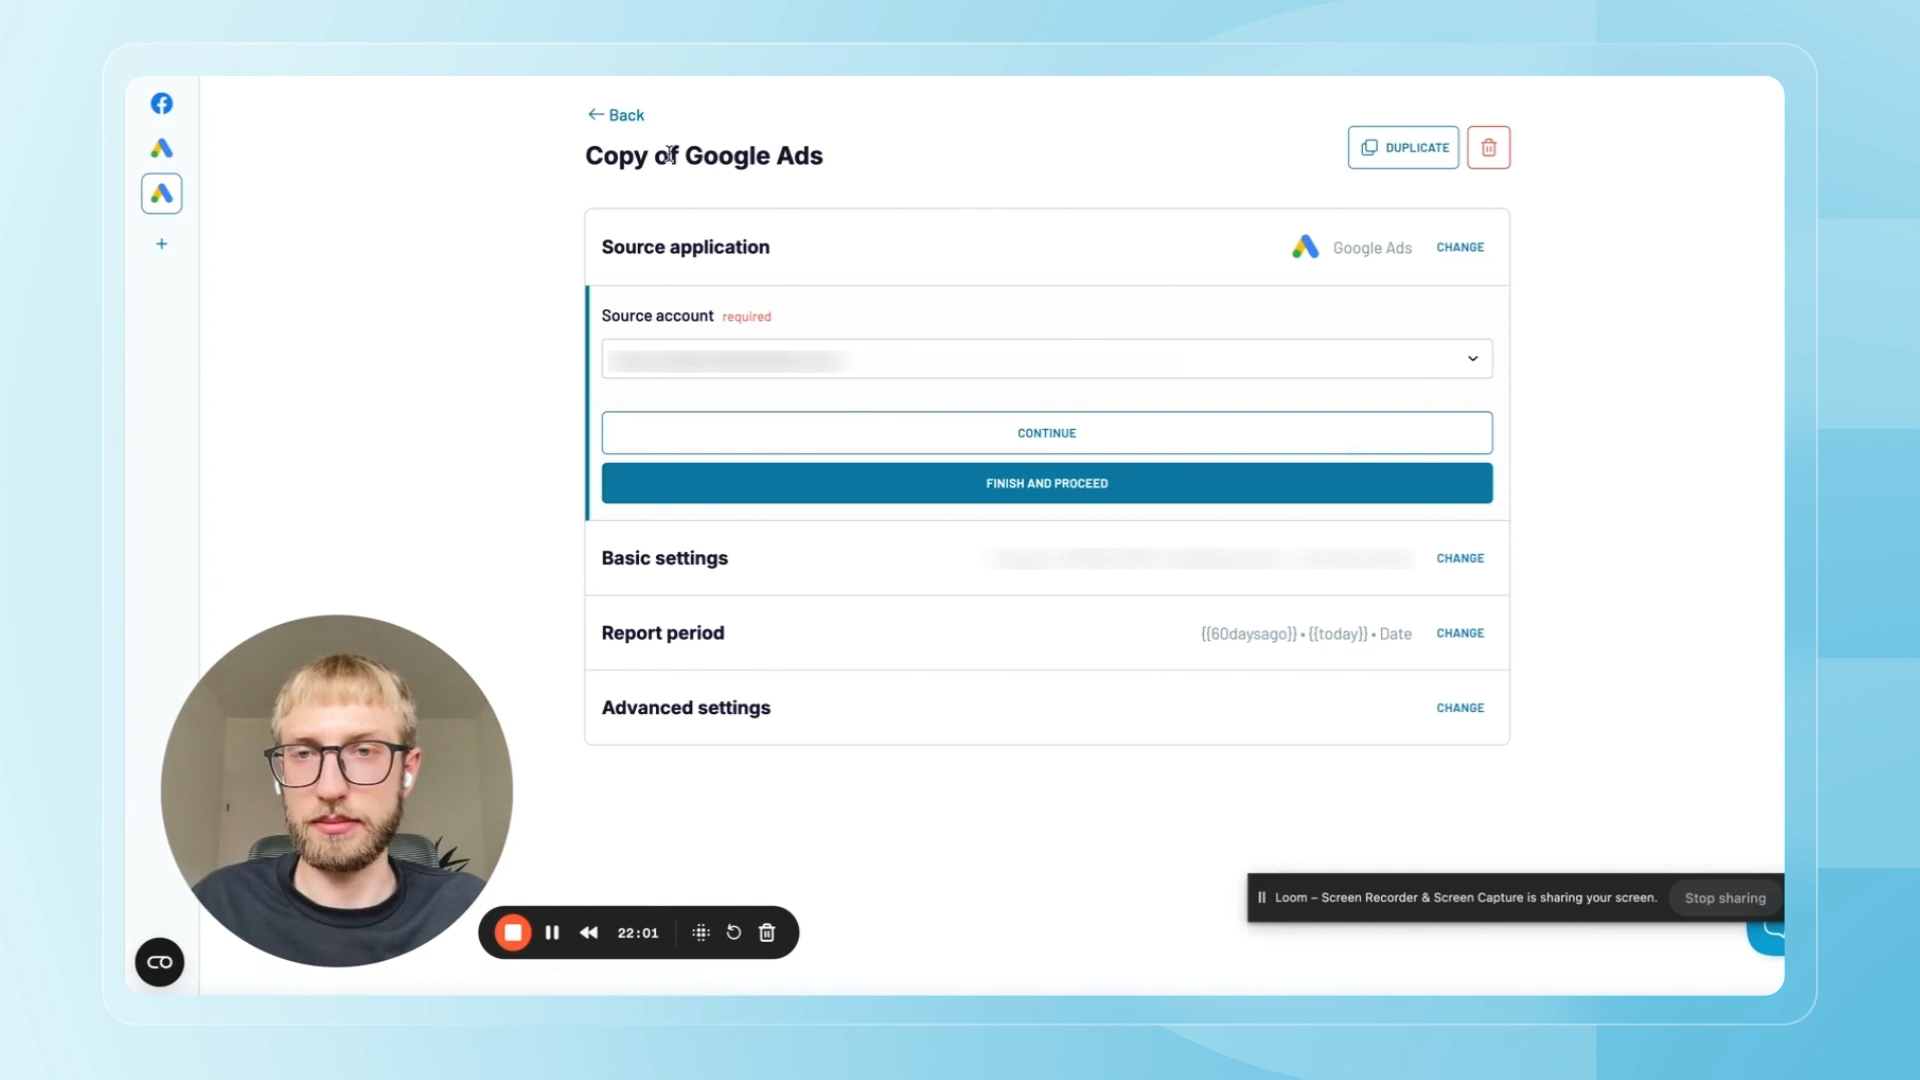 Back
Copy of Google Ads
DUPLICATE
Source application
Google Ads
CHANGE
Source account required
CONTINUE
FINISH AND PROCEED
Basic settings
CHANGE
Report period
{{60daysago}} • {{today}} • Date
CHANGE
Advanced settings
CHANGE
Loom – Screen Recorder & Screen Capture is sharing your screen.
Stop sharing
22:01